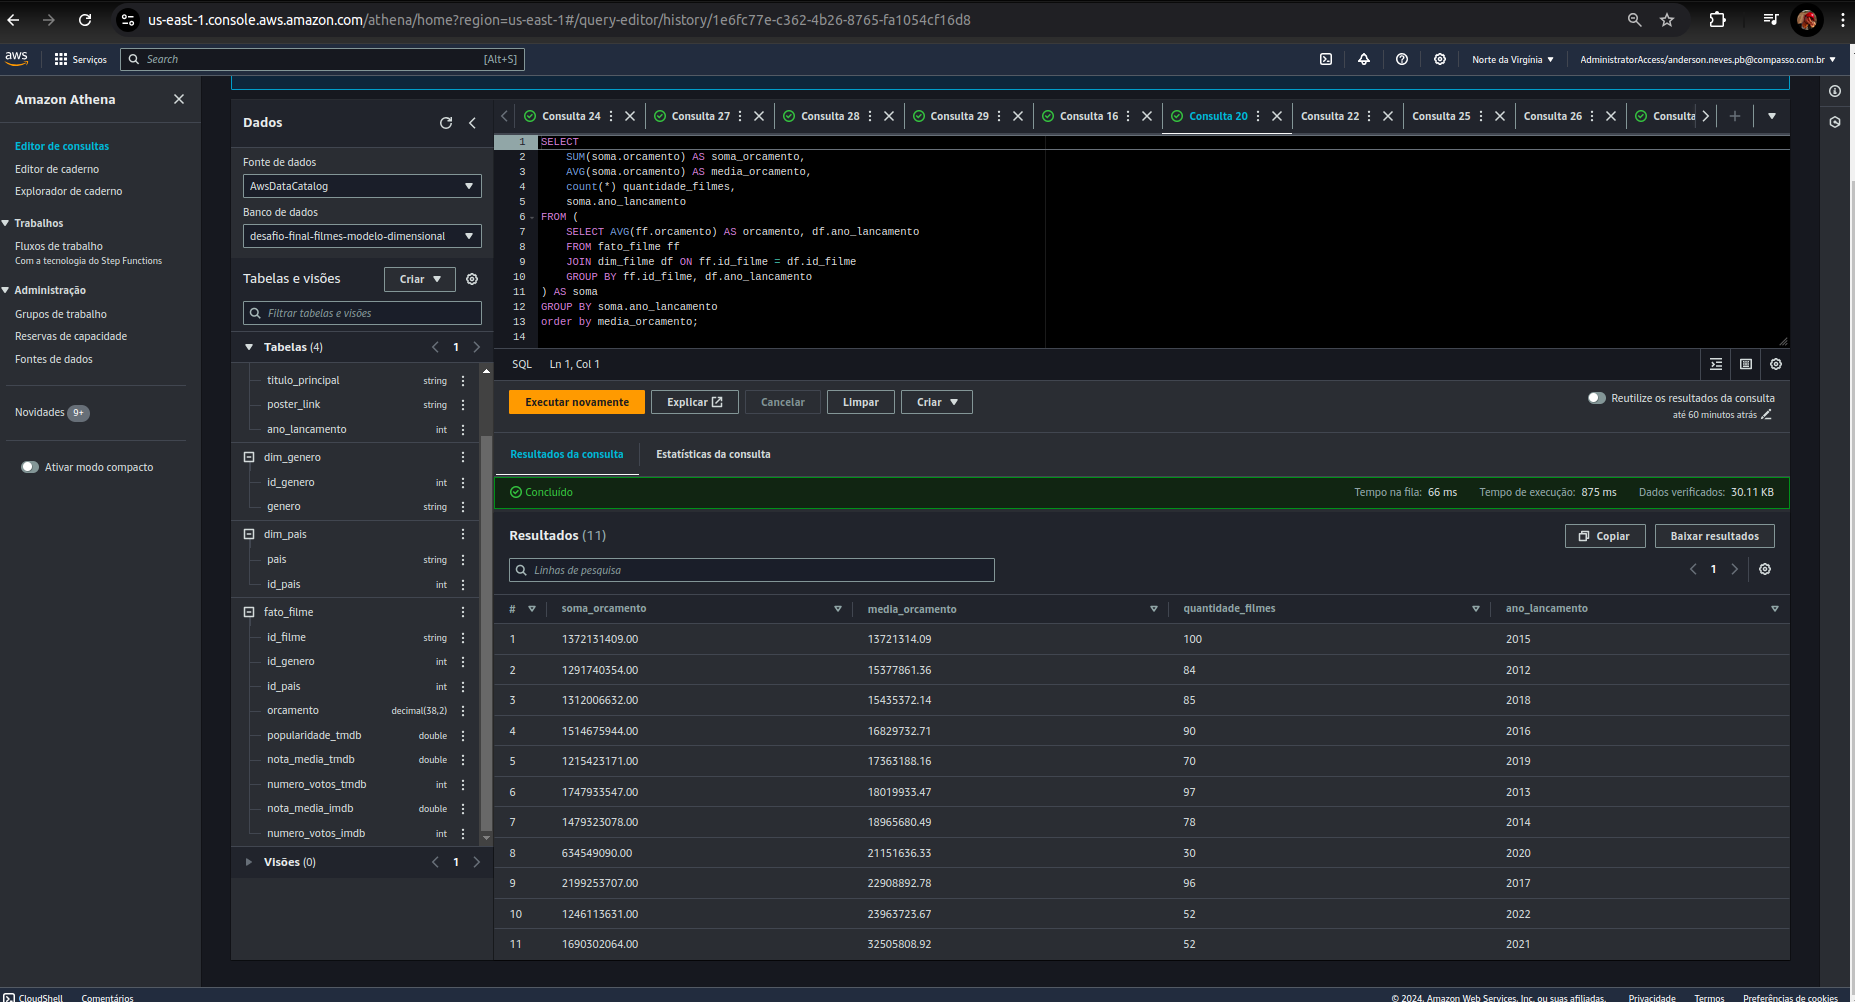 us-east-1.console.aws.amazon.com/athena/home?region=us-east-1#/query-editor/history/1e6fc77e-c362-4b26-8765-fa1054cf16d8
aws
Serviços
Search
[Alt+S]
Norte da Virgínia
AdministratorAccess/anderson.neves.pb@compasso.com.br
Amazon Athena
Editor de consultas
Editor de caderno
Explorador de caderno
Trabalhos
Fluxos de trabalho
Com a tecnologia do Step Functions
Administração
Grupos de trabalho
Reservas de capacidade
Fontes de dados
Novidades 9+
Ativar modo compacto
Dados
Fonte de dados
AwsDataCatalog
Banco de dados
desafio-final-filmes-modelo-dimensional
Tabelas e visões
Criar
Filtrar tabelas e visões
Tabelas (4)
1
titulo_principal string
poster_link string
ano_lancamento int
dim_genero
id_genero int
genero string
dim_pais
pais string
id_pais int
fato_filme
id_filme string
id_genero int
id_pais int
orcamento decimal(38,2)
popularidade_tmdb double
nota_media_tmdb double
numero_votos_tmdb int
nota_media_imdb double
numero_votos_imdb int
Visões (0)
1
Consulta 24
Consulta 27
Consulta 28
Consulta 29
Consulta 16
Consulta 20
Consulta 22
Consulta 25
Consulta 26
Consulta
1 SELECT
2 SUM(soma.orcamento) AS soma_orcamento,
3 AVG(soma.orcamento) AS media_orcamento,
4 count(*) quantidade_filmes,
5 soma.ano_lancamento
6 FROM (
7 SELECT AVG(ff.orcamento) AS orcamento, df.ano_lancamento
8 FROM fato_filme ff
9 JOIN dim_filme df ON ff.id_filme = df.id_filme
10 GROUP BY ff.id_filme, df.ano_lancamento
11 ) AS soma
12 GROUP BY soma.ano_lancamento
13 order by media_orcamento;
14
SQL Ln 1, Col 1
Executar novamente
Explicar
Cancelar
Limpar
Criar
Reutilize os resultados da consulta
até 60 minutos atrás
Resultados da consulta
Estatísticas da consulta
Concluído
Tempo na fila: 66 ms
Tempo de execução: 875 ms
Dados verificados: 30.11 KB
Resultados (11)
Copiar
Baixar resultados
Linhas de pesquisa
1
# soma_orcamento media_orcamento quantidade_filmes ano_lancamento
1 1372131409.00 13721314.09 100 2015
2 1291740354.00 15377861.36 84 2012
3 1312006632.00 15435372.14 85 2018
4 1514675944.00 16829732.71 90 2016
5 1215423171.00 17363188.16 70 2019
6 1747933547.00 18019933.47 97 2013
7 1479323078.00 18965680.49 78 2014
8 634549090.00 21151636.33 30 2020
9 2199253707.00 22908892.78 96 2017
10 1246113631.00 23963723.67 52 2022
11 1690302064.00 32505808.92 52 2021
CloudShell
Comentários
© 2024, Amazon Web Services, Inc. ou suas afiliadas.
Privacidade
Termos
Preferências de cookies